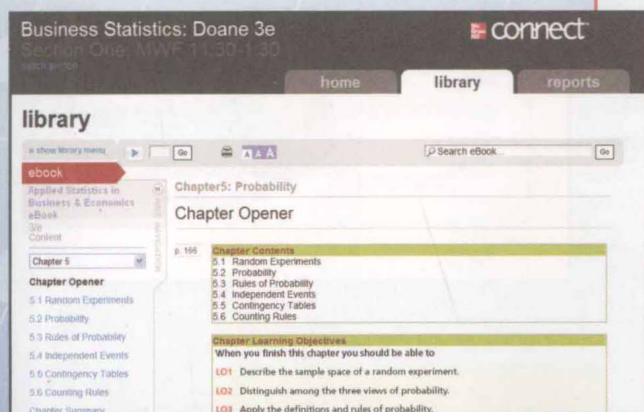 Business Statistics: Doane 3e
Section One, MWF 11:30-1:30
connect
home
library
reports
library
show library menu
Go
A A A
Search eBook...
Go
ebook
Applied Statistics in
Business & Economics
eBook
3/e
Content
Chapter 5
Chapter Opener
5.1 Random Experiments
5.2 Probability
5.3 Rules of Probability
5.4 Independent Events
5.5 Contingency Tables
5.6 Counting Rules
Chapter Summary
Chapter5: Probability
Chapter Opener
p. 166
Chapter Contents
5.1 Random Experiments
5.2 Probability
5.3 Rules of Probability
5.4 Independent Events
5.5 Contingency Tables
5.6 Counting Rules
Chapter Learning Objectives
When you finish this chapter you should be able to
LO1 Describe the sample space of a random experiment.
LO2 Distinguish among the three views of probability.
LO3 Apply the definitions and rules of probability.